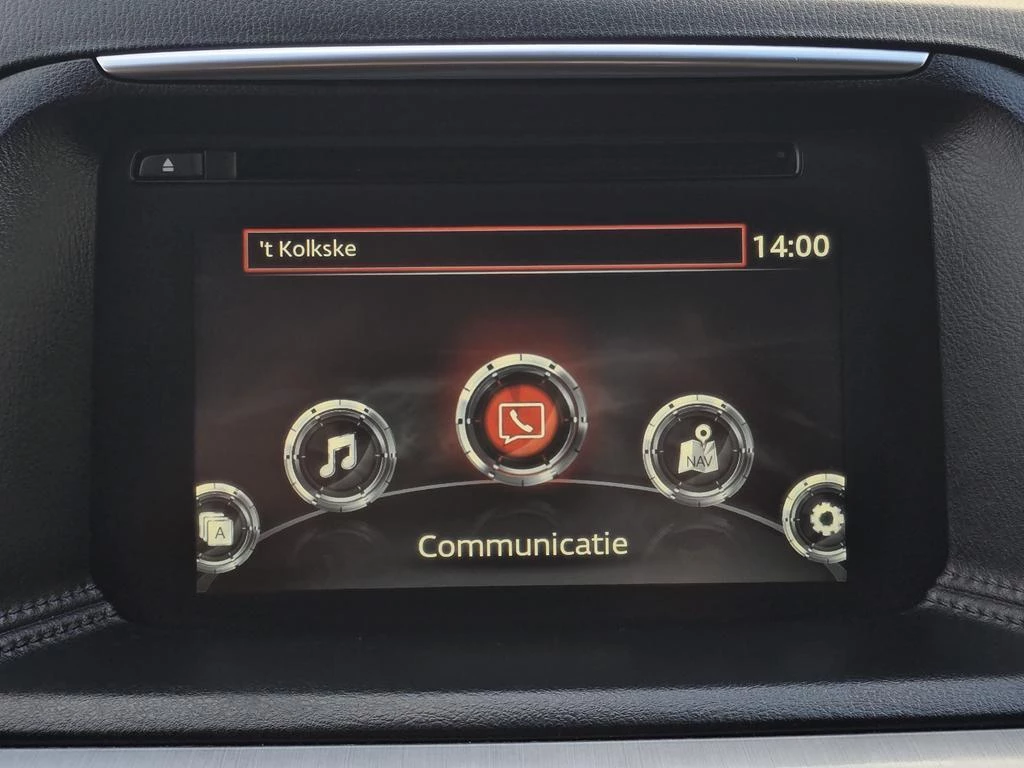 't Kolkske
14:00
NAV
A
Communicatie